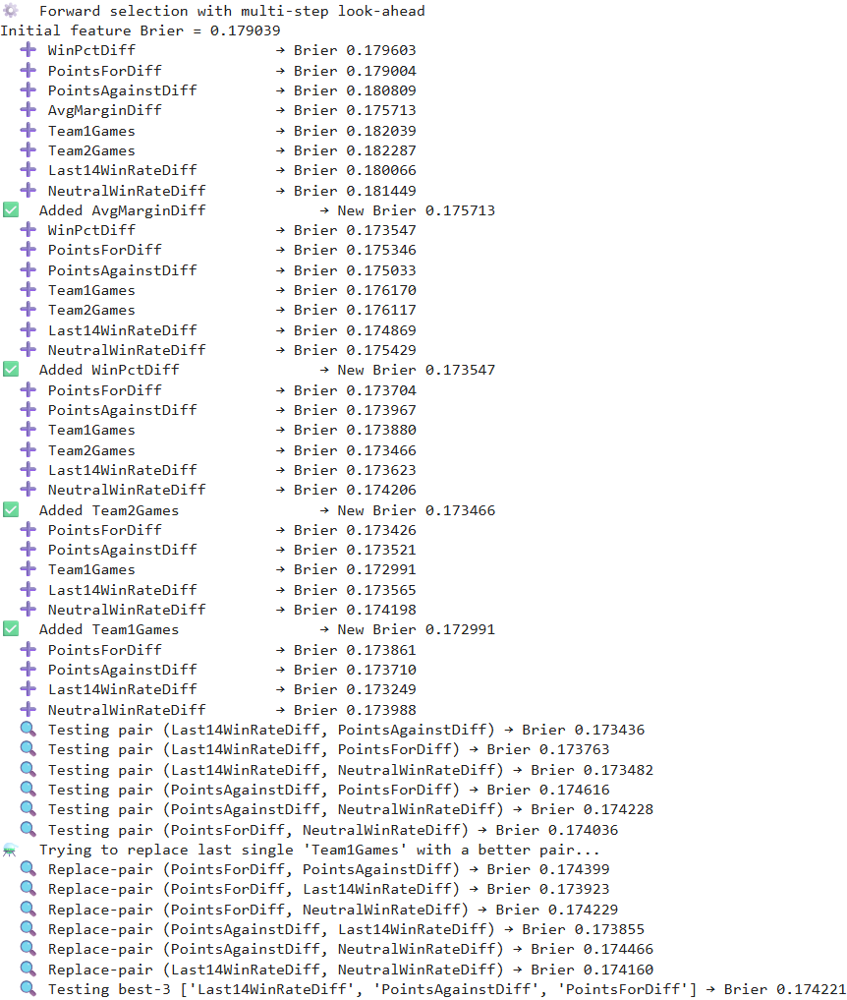 ⚙️ Forward selection with multi-step look-ahead
Initial feature Brier = 0.179039
➕ WinPctDiff → Brier 0.179603
➕ PointsForDiff → Brier 0.179004
➕ PointsAgainstDiff → Brier 0.180809
➕ AvgMarginDiff → Brier 0.175713
➕ Team1Games → Brier 0.182039
➕ Team2Games → Brier 0.182287
➕ Last14WinRateDiff → Brier 0.180066
➕ NeutralWinRateDiff → Brier 0.181449
✅ Added AvgMarginDiff → New Brier 0.175713
➕ WinPctDiff → Brier 0.173547
➕ PointsForDiff → Brier 0.175346
➕ PointsAgainstDiff → Brier 0.175033
➕ Team1Games → Brier 0.176170
➕ Team2Games → Brier 0.176117
➕ Last14WinRateDiff → Brier 0.174869
➕ NeutralWinRateDiff → Brier 0.175429
✅ Added WinPctDiff → New Brier 0.173547
➕ PointsForDiff → Brier 0.173704
➕ PointsAgainstDiff → Brier 0.173967
➕ Team1Games → Brier 0.173880
➕ Team2Games → Brier 0.173466
➕ Last14WinRateDiff → Brier 0.173623
➕ NeutralWinRateDiff → Brier 0.174206
✅ Added Team2Games → New Brier 0.173466
➕ PointsForDiff → Brier 0.173426
➕ PointsAgainstDiff → Brier 0.173521
➕ Team1Games → Brier 0.172991
➕ Last14WinRateDiff → Brier 0.173565
➕ NeutralWinRateDiff → Brier 0.174198
✅ Added Team1Games → New Brier 0.172991
➕ PointsForDiff → Brier 0.173861
➕ PointsAgainstDiff → Brier 0.173710
➕ Last14WinRateDiff → Brier 0.173249
➕ NeutralWinRateDiff → Brier 0.173988
🔍 Testing pair (Last14WinRateDiff, PointsAgainstDiff) → Brier 0.173436
🔍 Testing pair (Last14WinRateDiff, PointsForDiff) → Brier 0.173763
🔍 Testing pair (Last14WinRateDiff, NeutralWinRateDiff) → Brier 0.173482
🔍 Testing pair (PointsAgainstDiff, PointsForDiff) → Brier 0.174616
🔍 Testing pair (PointsAgainstDiff, NeutralWinRateDiff) → Brier 0.174228
🔍 Testing pair (PointsForDiff, NeutralWinRateDiff) → Brier 0.174036
🛸 Trying to replace last single 'Team1Games' with a better pair...
🔍 Replace-pair (PointsForDiff, PointsAgainstDiff) → Brier 0.174399
🔍 Replace-pair (PointsForDiff, Last14WinRateDiff) → Brier 0.173923
🔍 Replace-pair (PointsForDiff, NeutralWinRateDiff) → Brier 0.174229
🔍 Replace-pair (PointsAgainstDiff, Last14WinRateDiff) → Brier 0.173855
🔍 Replace-pair (PointsAgainstDiff, NeutralWinRateDiff) → Brier 0.174466
🔍 Replace-pair (Last14WinRateDiff, NeutralWinRateDiff) → Brier 0.174160
🔍 Testing best-3 ['Last14WinRateDiff', 'PointsAgainstDiff', 'PointsForDiff'] → Brier 0.174221